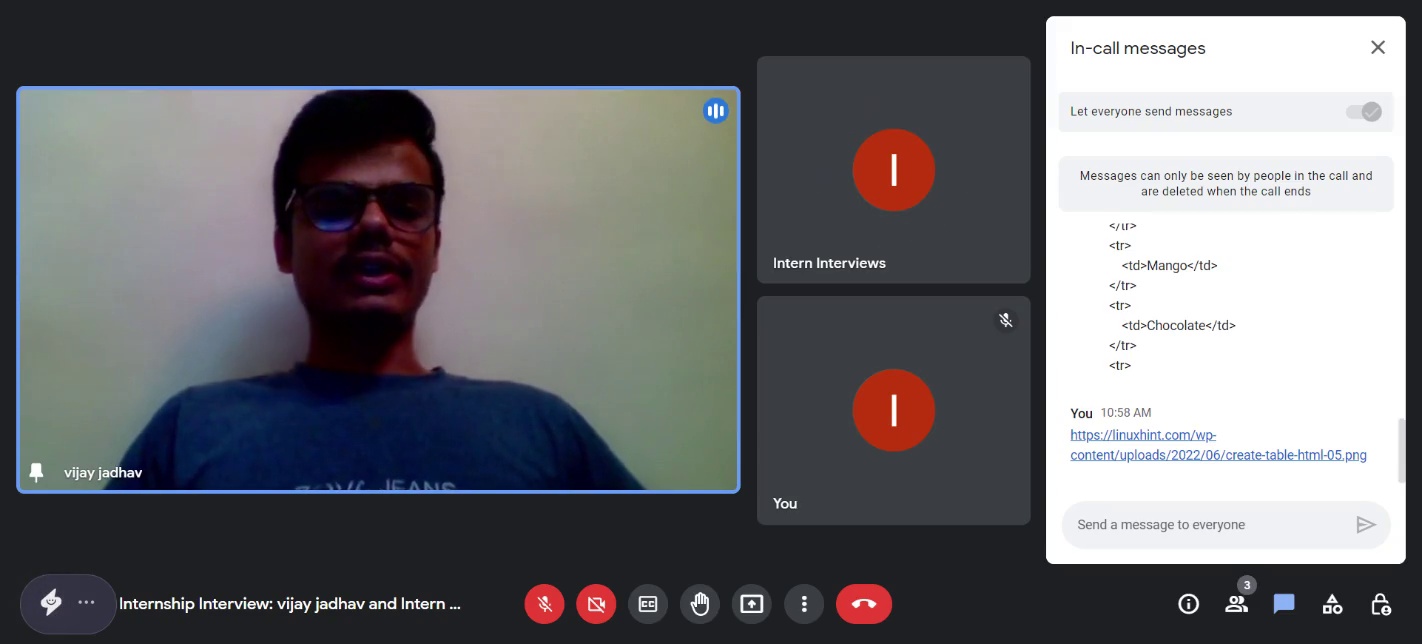 In-call messages
Let everyone send messages
Messages can only be seen by people in the call and
are deleted when the call ends
</tr>
<tr>
<td>Mango</td>
</tr>
<tr>
<td>Chocolate</td>
</tr>
<tr>
You 10:58 AM
https://linuxhint.com/wp-
content/uploads/2022/06/create-table-html-05.png
Send a message to everyone
I
Intern Interviews
I
You
JEANS
vijay jadhav
Internship Interview: vijay jadhav and Intern ...
CC
3